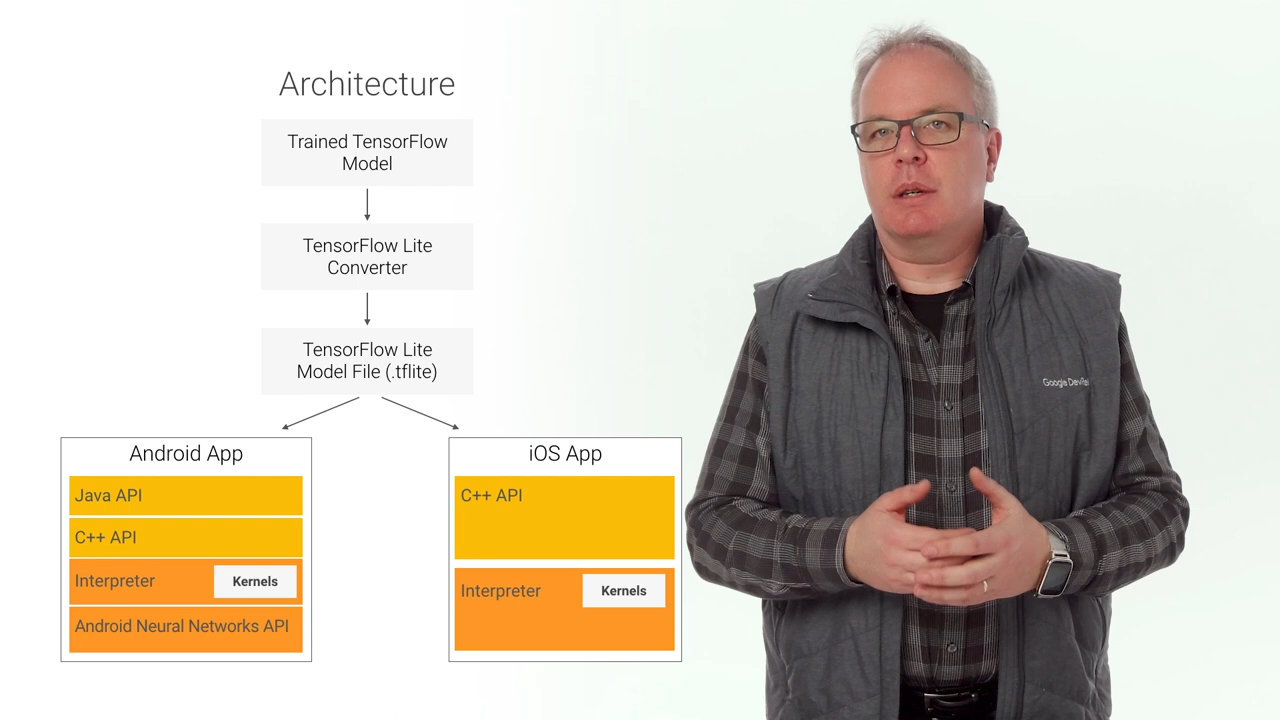 Architecture
Trained TensorFlow
Model
TensorFlow Lite
Converter
TensorFlow Lite
Model File (.tflite)
Android App
Java API
C++ API
Interpreter
Kernels
Android Neural Networks API
iOS App
C++ API
Interpreter
Kernels
Google